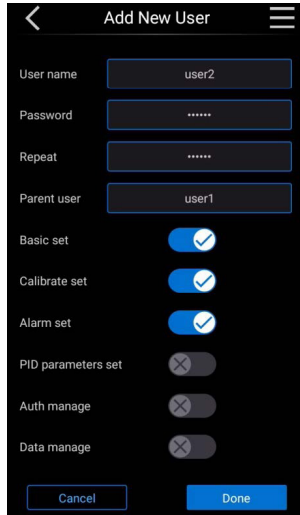 Add New User
User name user2
Password ••••••
Repeat ••••••
Parent user user1
Basic set
Calibrate set
Alarm set
PID parameters set
Auth manage
Data manage
Cancel Done